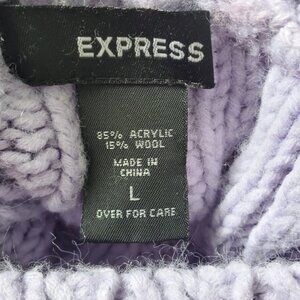 EXPRESS
85% ACRYLIC
15% WOOL
MADE IN
CHINA
L
OVER FOR CARE